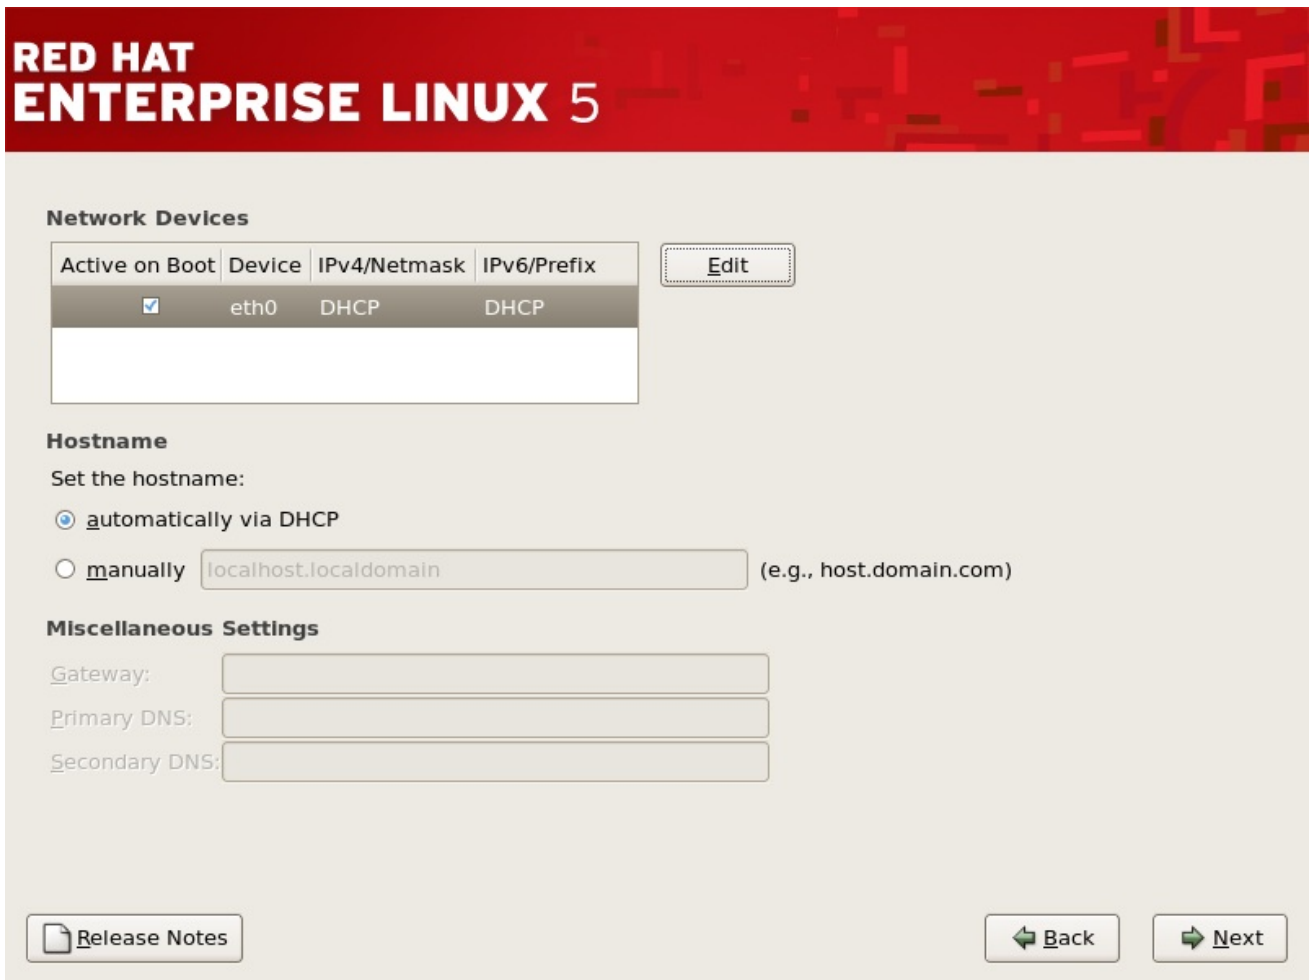 RED HAT
ENTERPRISE LINUX 5
Network Devices
Active on Boot Device IPv4/Netmask IPv6/Prefix
eth0 DHCP DHCP
Edit
Hostname
Set the hostname:
automatically via DHCP
manually localhost.localdomain (e.g., host.domain.com)
Miscellaneous Settings
Gateway:
Primary DNS:
Secondary DNS:
Release Notes Back Next